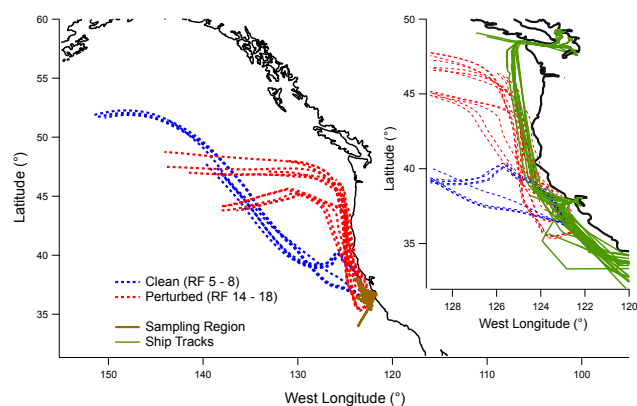 60
55
50
45
40
35
Latitude (°)
150
140
130
120
110
100
West Longitude (°)
Clean (RF 5 - 8)
Perturbed (RF 14 - 18)
Sampling Region
Ship Tracks
50
45
40
35
Latitude (°)
128
126
124
122
120
West Longitude (°)